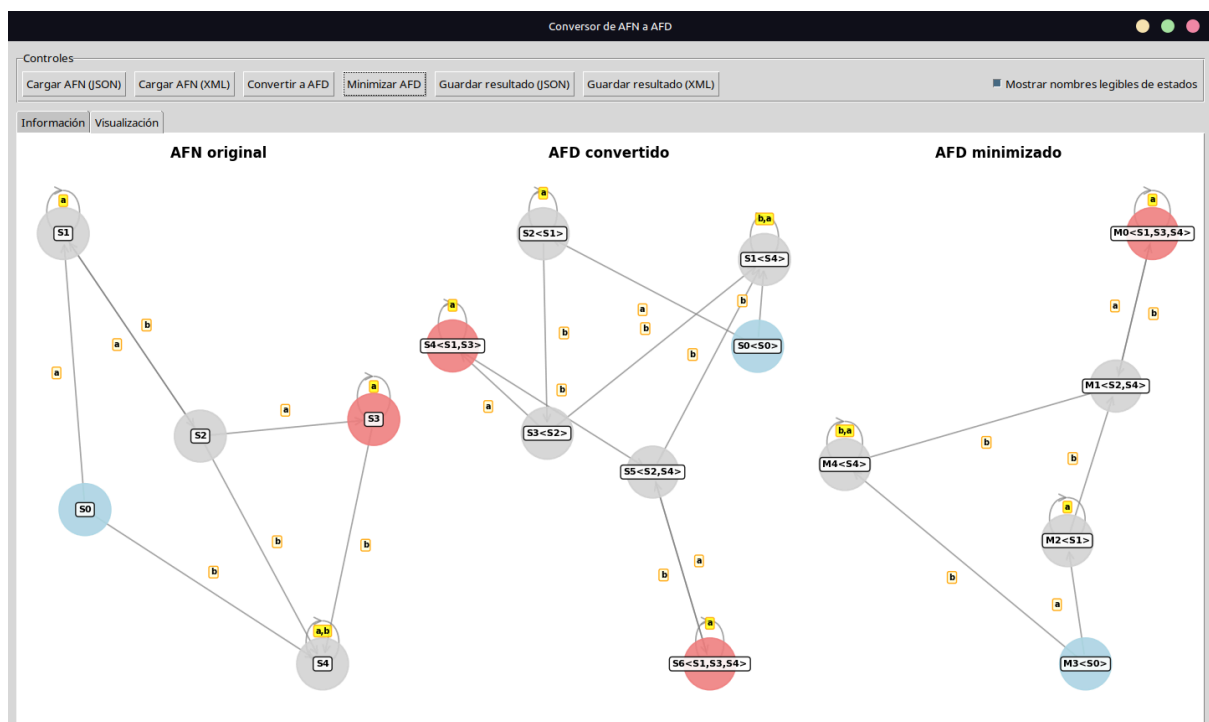 Conversor de AFN a AFD
Controles
Cargar AFN (JSON) Cargar AFN (XML) Convertir a AFD Minimizar AFD Guardar resultado (JSON) Guardar resultado (XML) Mostrar nombres legibles de estados
Información Visualización
AFN original
a
S1
b
a
a
a
a
S3
S2
S0
b
b
b
a,b
S4
AFD convertido
a
S2<S1>
b,a
S1<S4>
b
a
a
S4<S1,S3>
b
b
S0<S0>
b
b
a
S3<S2>
S5<S2,S4>
a
b
a
S6<S1,S3,S4>
AFD minimizado
a
M0<S1,S3,S4>
a
b
M1<S2,S4>
b,a
b
M4<S4>
b
a
M2<S1>
b
a
M3<S0>